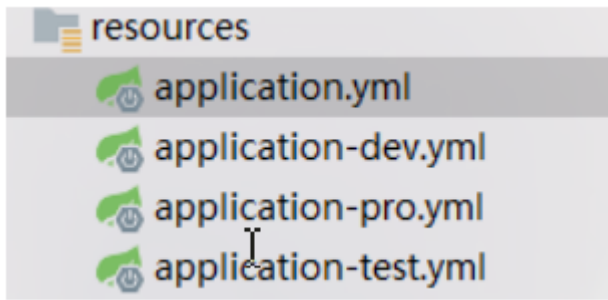 resources
application.yml
application-dev.yml
application-pro.yml
application-test.yml